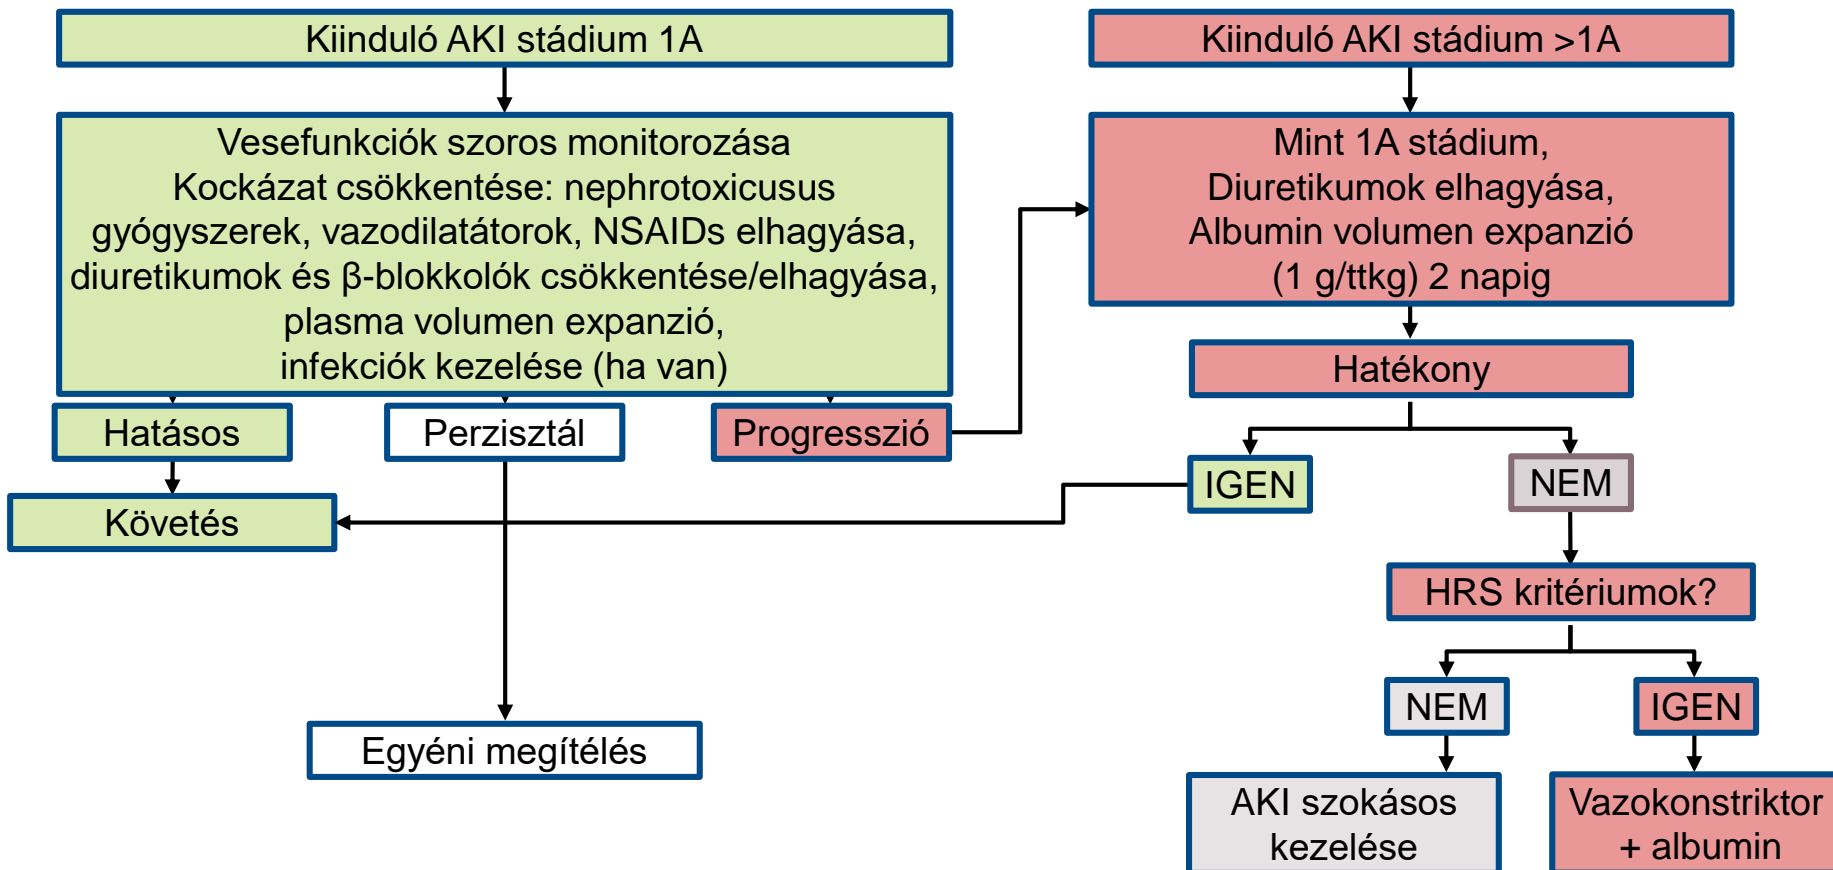 Kiinduló AKI stádium 1A
Vesefunkciók szoros monitorozása
Kockázat csökkentése: nephrotoxicusus
gyógyszerek, vazodilatátorok, NSAIDs elhagyása,
diuretikumok és β-blokkolók csökkentése/elhagyása,
plasma volumen expanzió,
infekciók kezelése (ha van)
Hatásos
Perzisztál
Progresszió
Követés
Egyéni megítélés
Kiinduló AKI stádium >1A
Mint 1A stádium,
Diuretikumok elhagyása,
Albumin volumen expanzió
(1 g/ttkg) 2 napig
Hatékony
IGEN
NEM
HRS kritériumok?
NEM
IGEN
AKI szokásos
kezelése
Vazokonstriktor
+ albumin